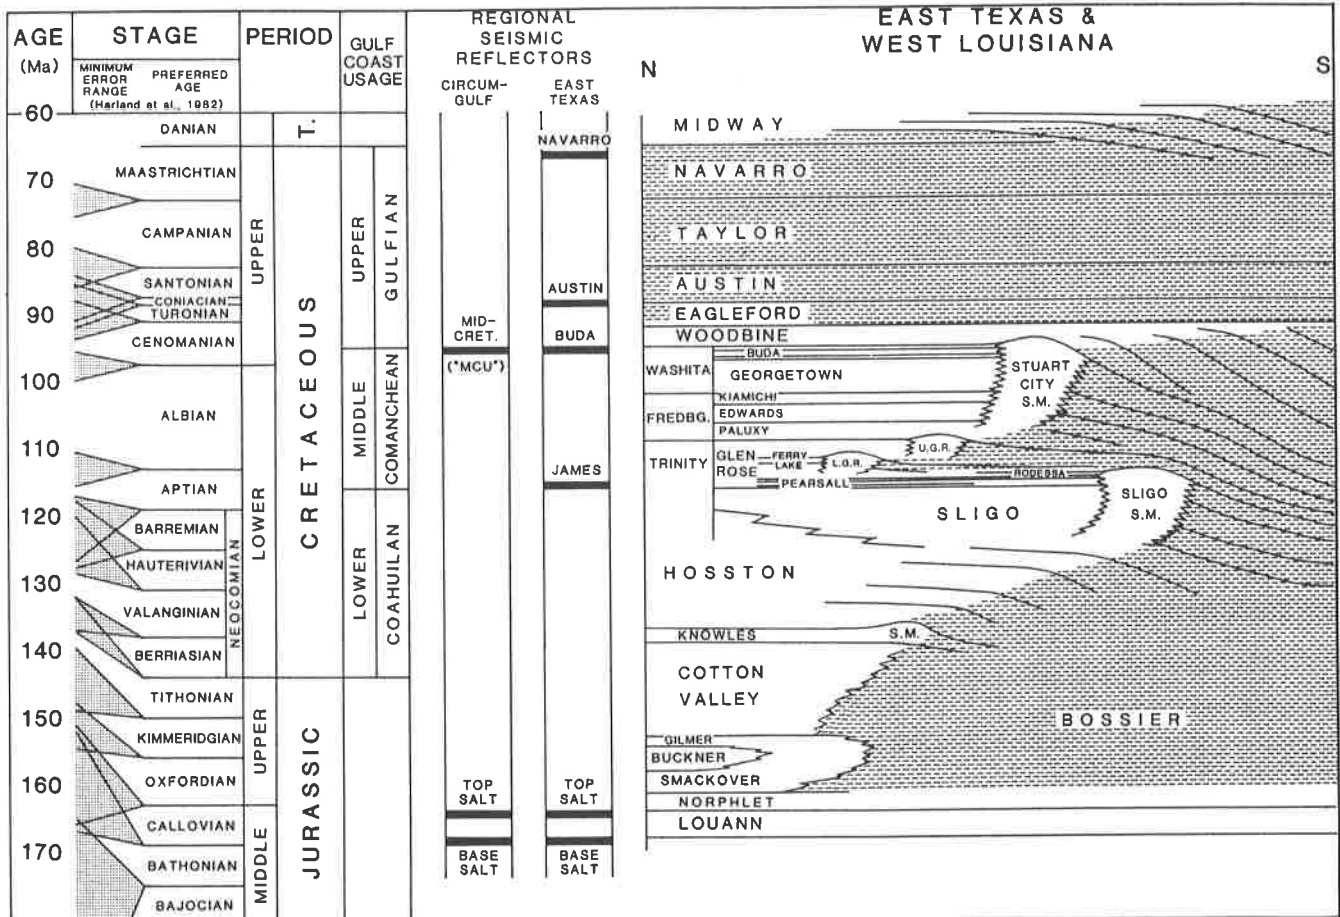 AGE
(Ma)
STAGE
MINIMUM
ERROR
RANGE
PREFERRED
AGE
(Harland et al., 1982)
PERIOD
GULF
COAST
USAGE
REGIONAL
SEISMIC
REFLECTORS
CIRCUM-
GULF
EAST
TEXAS
EAST TEXAS &
WEST LOUISIANA
N
S
60
70
80
90
100
110
120
130
140
150
160
170
DANIAN
MAASTRICHTIAN
CAMPANIAN
SANTONIAN
CONIACIAN
TURONIAN
CENOMANIAN
ALBIAN
APTIAN
BARREMIAN
HAUTERIVIAN
VALANGINIAN
BERRIASIAN
TITHONIAN
KIMMERIDGIAN
OXFORDIAN
CALLOVIAN
BATHONIAN
BAJOCIAN
NEOCOMIAN
UPPER
LOWER
UPPER
MIDDLE
T.
CRETACEOUS
JURASSIC
UPPER
MIDDLE
LOWER
GULFIAN
COMANCHEAN
COAHUILAN
MID-
CRET.
("MCU")
TOP
SALT
BASE
SALT
NAVARRO
AUSTIN
BUDA
JAMES
TOP
SALT
BASE
SALT
MIDWAY
NAVARRO
TAYLOR
AUSTIN
EAGLEFORD
WOODBINE
WASHITA
BUDA
GEORGETOWN
STUART
CITY
S.M.
FREDBG.
KIAMICHI
EDWARDS
PALUXY
TRINITY
GLEN
ROSE
FERRY
LAKE
L.G.R.
U.G.R.
RODESSA
PEARSALL
SLIGO
SLIGO
S.M.
HOSSTON
KNOWLES
S.M.
COTTON
VALLEY
BOSSIER
GILMER
BUCKNER
SMACKOVER
NORPHLET
LOUANN